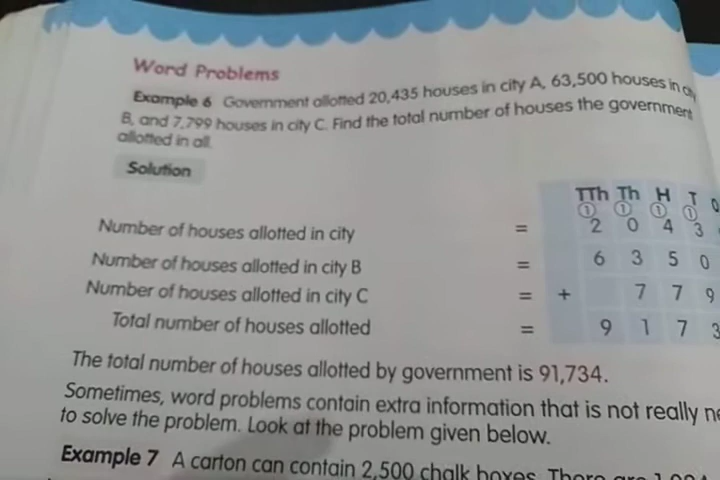 Word Problems
Example 6 Government allotted 20,435 houses in city A, 63,500 houses in city
B, and 7,799 houses in city C. Find the total number of houses the government
allotted in all.
Solution
TTh Th H T O
1 1 1 1
Number of houses allotted in city = 2 0 4 3
Number of houses allotted in city B = 6 3 5 0
Number of houses allotted in city C = + 7 7 9
Total number of houses allotted = 9 1 7 3
The total number of houses allotted by government is 91,734.
Sometimes, word problems contain extra information that is not really
to solve the problem. Look at the problem given below.
Example 7 A carton can contain 2,500 chalk boxes. There are